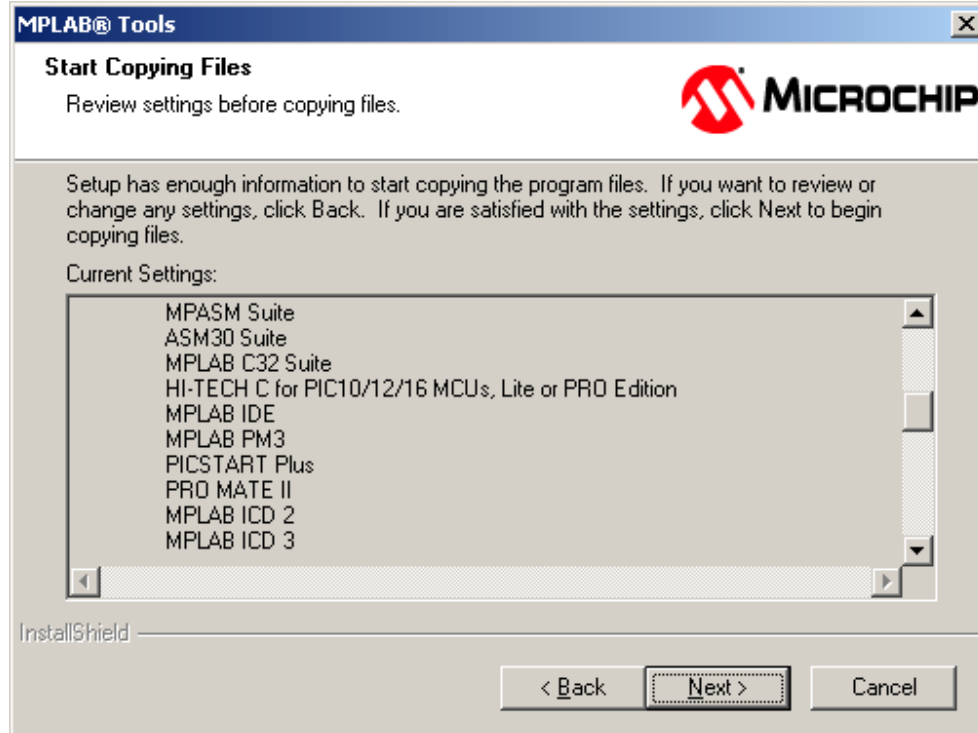 MPLAB® Tools
Start Copying Files
Review settings before copying files.
MICROCHIP
Setup has enough information to start copying the program files. If you want to review or
change any settings, click Back. If you are satisfied with the settings, click Next to begin
copying files.
Current Settings:
MPASM Suite
ASM30 Suite
MPLAB C32 Suite
HI-TECH C for PIC10/12/16 MCUs, Lite or PRO Edition
MPLAB IDE
MPLAB PM3
PICSTART Plus
PRO MATE II
MPLAB ICD 2
MPLAB ICD 3
InstallShield
< Back
Next >
Cancel